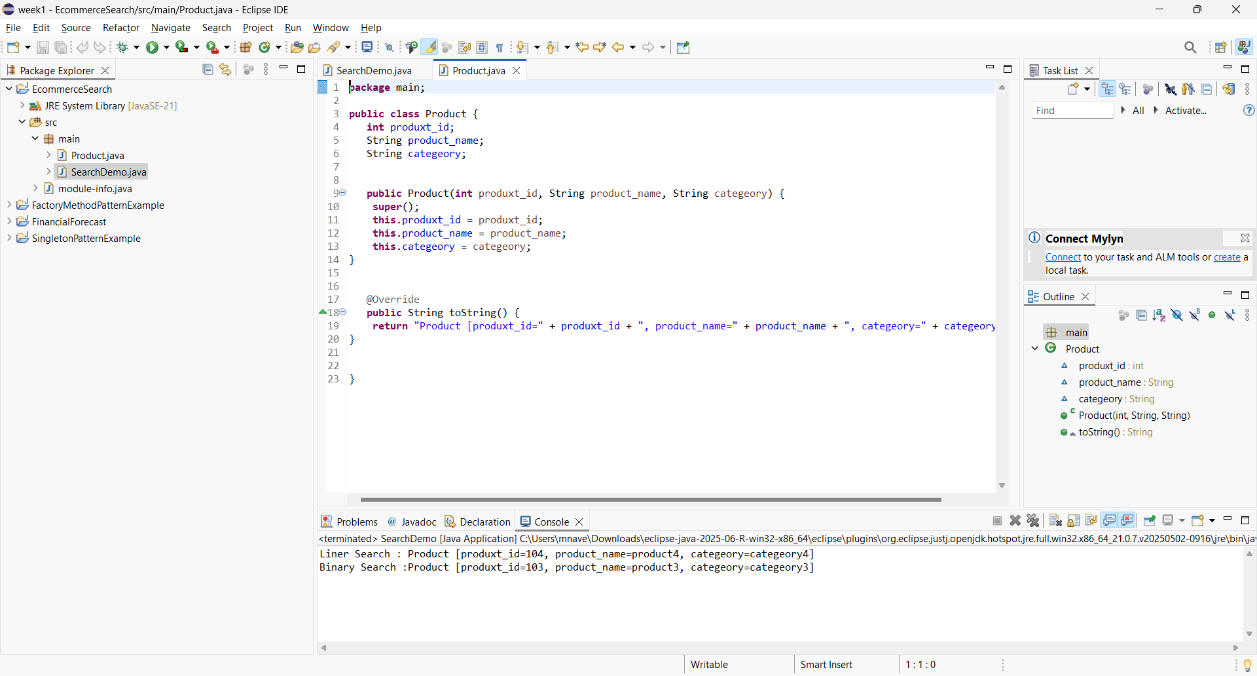 week1 - EcommerceSearch/src/main/Product.java - Eclipse IDE
File Edit Source Refactor Navigate Search Project Run Window Help
Package Explorer
EcommerceSearch
JRE System Library [JavaSE-21]
src
main
Product.java
SearchDemo.java
module-info.java
FactoryMethodPatternExample
FinancialForecast
SingletonPatternExample
SearchDemo.java Product.java
1 package main;
2
3 public class Product {
4 int produxt_id;
5 String product_name;
6 String categeory;
7
8
9 public Product(int produxt_id, String product_name, String categeory) {
10 super();
11 this.produxt_id = produxt_id;
12 this.product_name = product_name;
13 this.categeory = categeory;
14 }
15
16
17 @Override
18 public String toString() {
19 return "Product [produxt_id=" + produxt_id + ", product_name=" + product_name + ", categeory=" + categeory
20 }
21
22
23 }
Task List
Find All Activate...
Connect Mylyn
Connect to your task and ALM tools or create a
local task.
Outline
main
Product
produxt_id : int
product_name : String
categeory : String
Product(int, String, String)
toString() : String
Problems Javadoc Declaration Console
<terminated> SearchDemo [Java Application] C:\Users\mnave\Downloads\eclipse-java-2025-06-R-win32-x86_64\eclipse\plugins\org.eclipse.justj.openjdk.hotspot.jre.full.win32.x86_64_21.0.7.v20250502-0916\jre\bin\jav
Liner Search : Product [produxt_id=104, product_name=product4, categeory=categeory4]
Binary Search :Product [produxt_id=103, product_name=product3, categeory=categeory3]
Writable Smart Insert 1 : 1 : 0